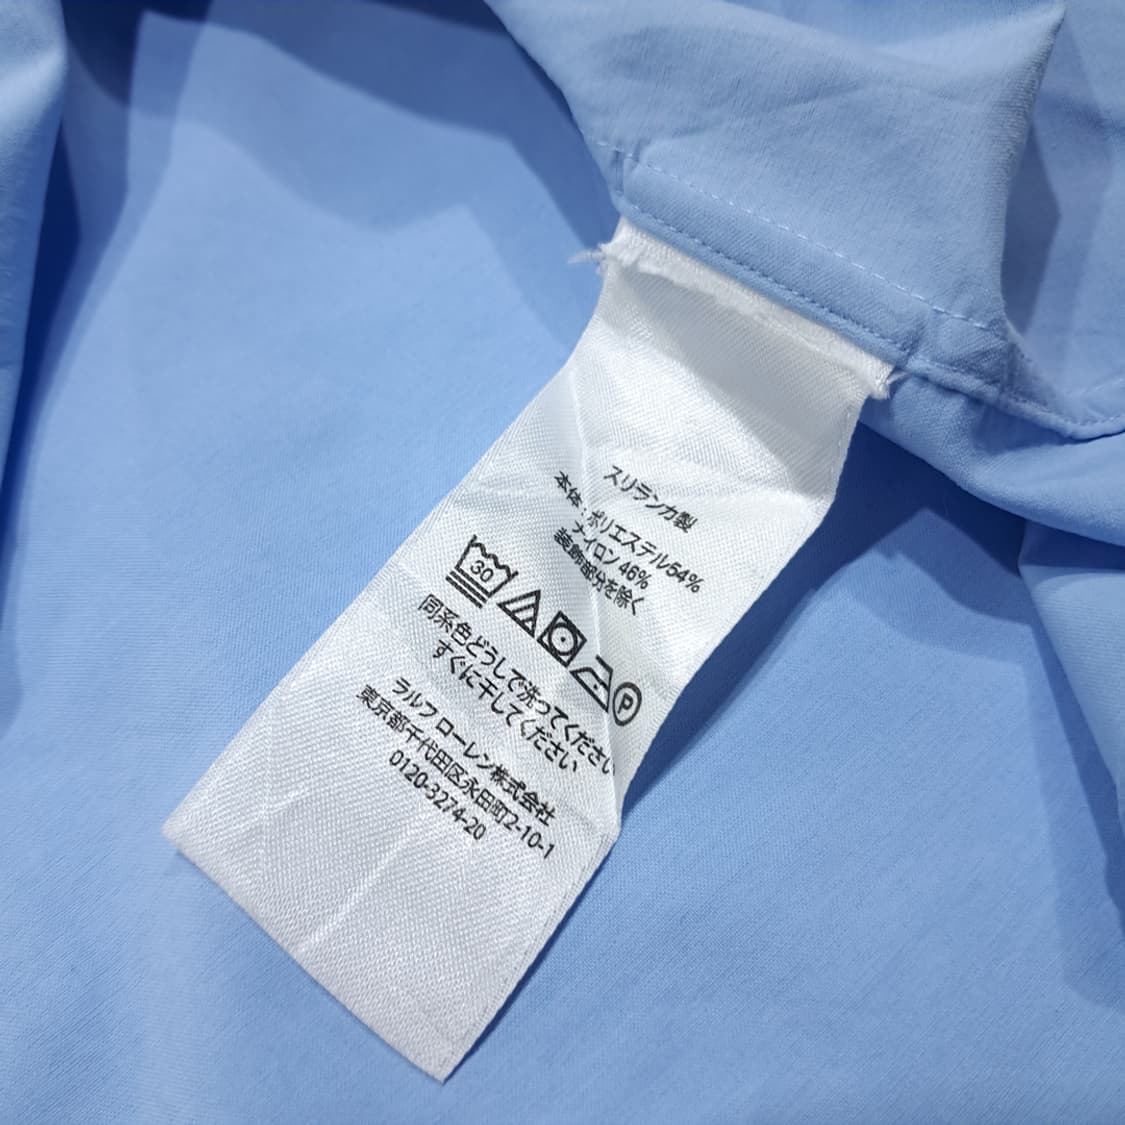 スリランカ製
本体：ポリエステル54%
ナイロン 46%
装飾部分を除く
30
P
同系色どうしで洗ってください
すぐに干してください
ラルフ ローレン株式会社
東京都千代田区永田町2-10-1
0120-3274-20